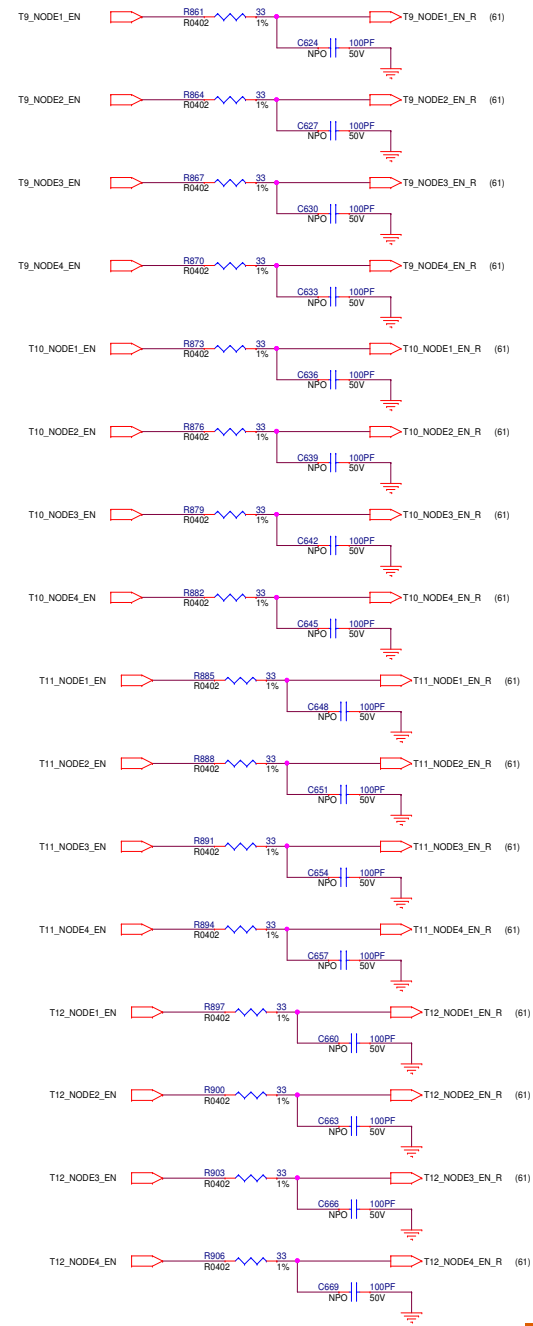 T9_NODE1_EN R861 33 T9_NODE1_EN_R (61)
R0402 1%
C624 100PF
NPO 50V
T9_NODE2_EN R864 33 T9_NODE2_EN_R (61)
R0402 1%
C627 100PF
NPO 50V
T9_NODE3_EN R867 33 T9_NODE3_EN_R (61)
R0402 1%
C630 100PF
NPO 50V
T9_NODE4_EN R870 33 T9_NODE4_EN_R (61)
R0402 1%
C633 100PF
NPO 50V
T10_NODE1_EN R873 33 T10_NODE1_EN_R (61)
R0402 1%
C636 100PF
NPO 50V
T10_NODE2_EN R876 33 T10_NODE2_EN_R (61)
R0402 1%
C639 100PF
NPO 50V
T10_NODE3_EN R879 33 T10_NODE3_EN_R (61)
R0402 1%
C642 100PF
NPO 50V
T10_NODE4_EN R882 33 T10_NODE4_EN_R (61)
R0402 1%
C645 100PF
NPO 50V
T11_NODE1_EN R885 33 T11_NODE1_EN_R (61)
R0402 1%
C648 100PF
NPO 50V
T11_NODE2_EN R888 33 T11_NODE2_EN_R (61)
R0402 1%
C651 100PF
NPO 50V
T11_NODE3_EN R891 33 T11_NODE3_EN_R (61)
R0402 1%
C654 100PF
NPO 50V
T11_NODE4_EN R894 33 T11_NODE4_EN_R (61)
R0402 1%
C657 100PF
NPO 50V
T12_NODE1_EN R897 33 T12_NODE1_EN_R (61)
R0402 1%
C660 100PF
NPO 50V
T12_NODE2_EN R900 33 T12_NODE2_EN_R (61)
R0402 1%
C663 100PF
NPO 50V
T12_NODE3_EN R903 33 T12_NODE3_EN_R (61)
R0402 1%
C666 100PF
NPO 50V
T12_NODE4_EN R906 33 T12_NODE4_EN_R (61)
R0402 1%
C669 100PF
NPO 50V